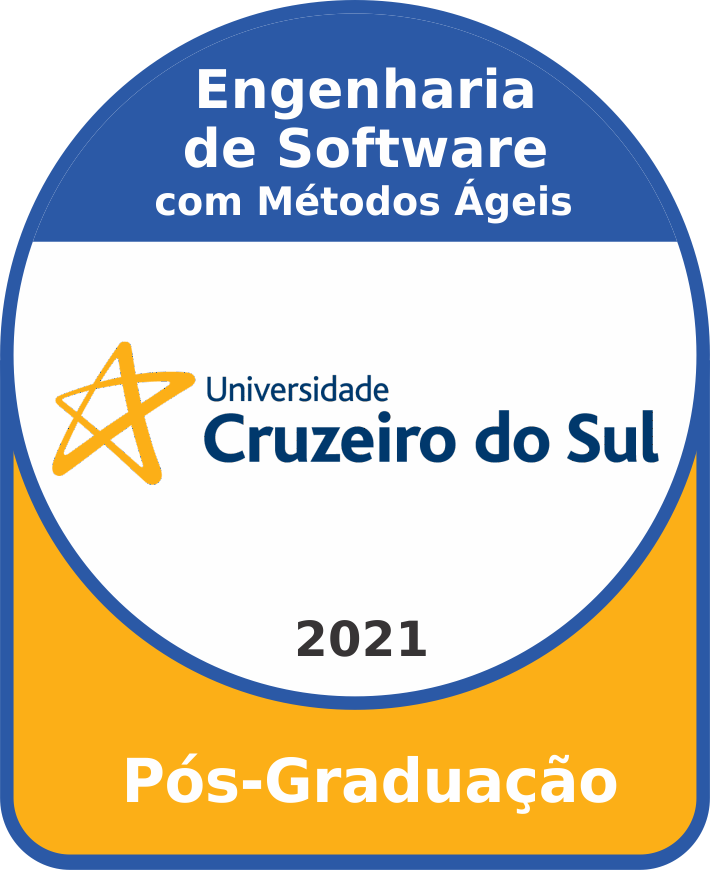 Engenharia
de Software
com Métodos Ágeis
Universidade
Cruzeiro do Sul
2021
Pós-Graduação